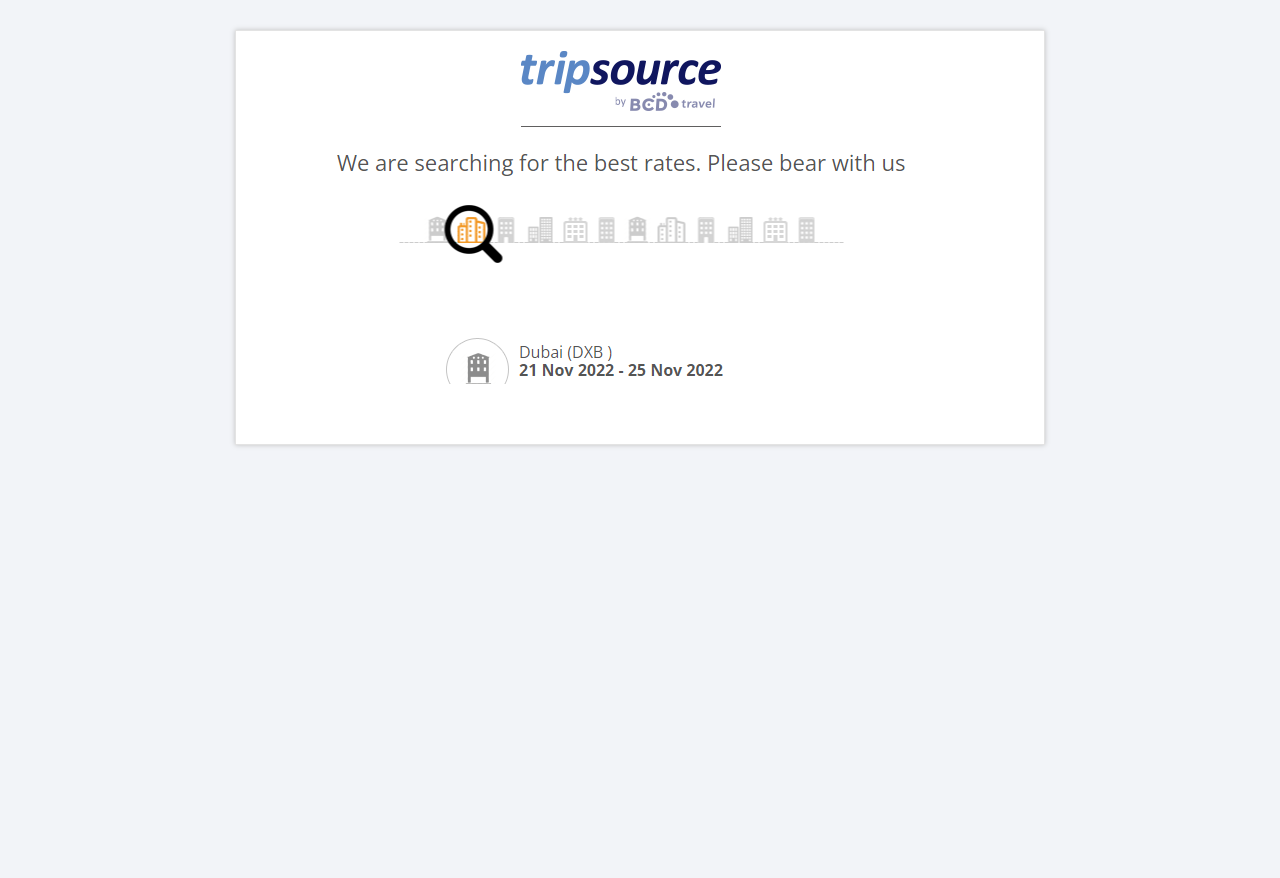 tripsource
by BCD travel
We are searching for the best rates. Please bear with us
Dubai (DXB )
21 Nov 2022 - 25 Nov 2022